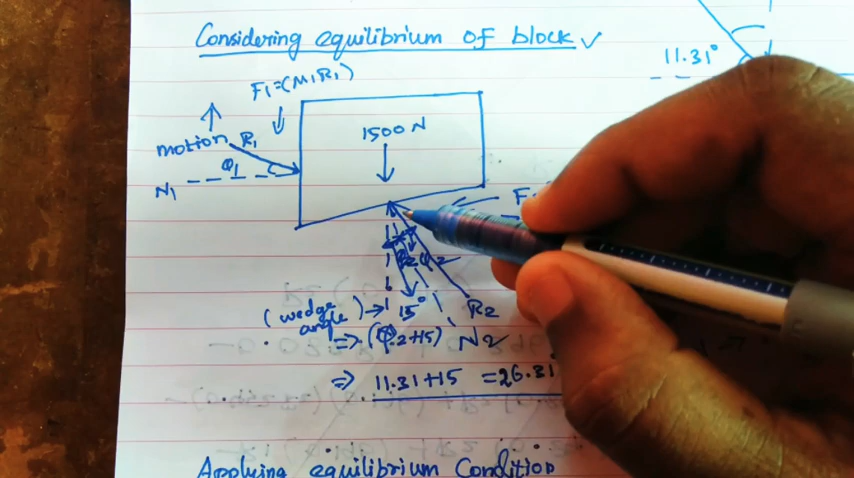 Considering equilibrium of block ✓
11.31°
F1=(M1R1)
motion
R1
φ1
N1
1500 N
F
15°
R2
(wedge angle) →
N2
=> (φ2+15)
=> 11.31+15 =26.31°
Applying equilibrium Condition